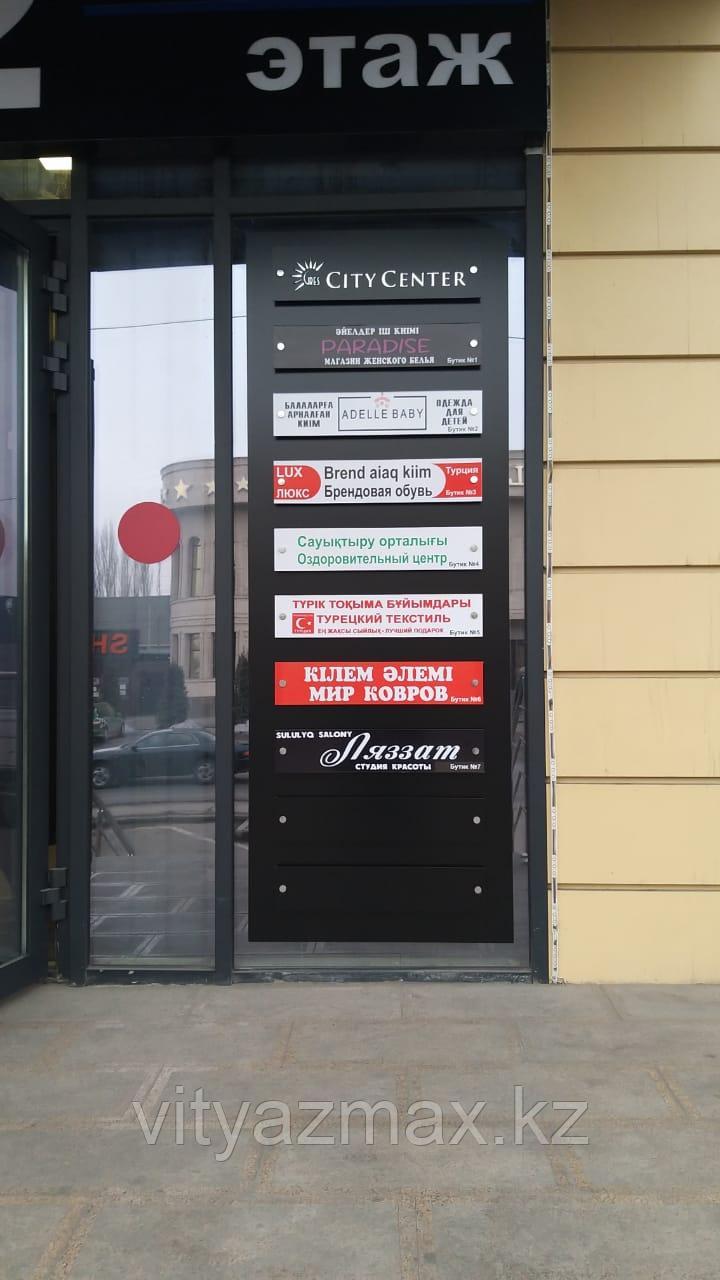 2 этаж
CITY CENTER
ӘЙЕЛДЕР ІШ КИІМІ
PARADISE
МАГАЗИН ЖЕНСКОГО БЕЛЬЯ Бутик №1
БАЛАЛАРҒА АРНАЛҒАН КИІМ
ADELLE BABY
ОДЕЖДА ДЛЯ ДЕТЕЙ
Бутик №2
LUX Brend aiaq kiim Турция
ЛЮКС Брендовая обувь Бутик №3
Сауықтыру орталығы
Оздоровительный центр Бутик №4
ТҮРІК ТОҚЫМА БҰЙЫМДАРЫ
ТУРЕЦКИЙ ТЕКСТИЛЬ
ЕҢ ЖАҚСЫ СЫЙЛЫҚ - ЛУЧШИЙ ПОДАРОК Бутик №5
КІЛЕМ ӘЛЕМІ
МИР КОВРОВ Бутик №6
SULULYQ SALONY
Ляззат
СТУДИЯ КРАСОТЫ Бутик №7
vityazmax.kz